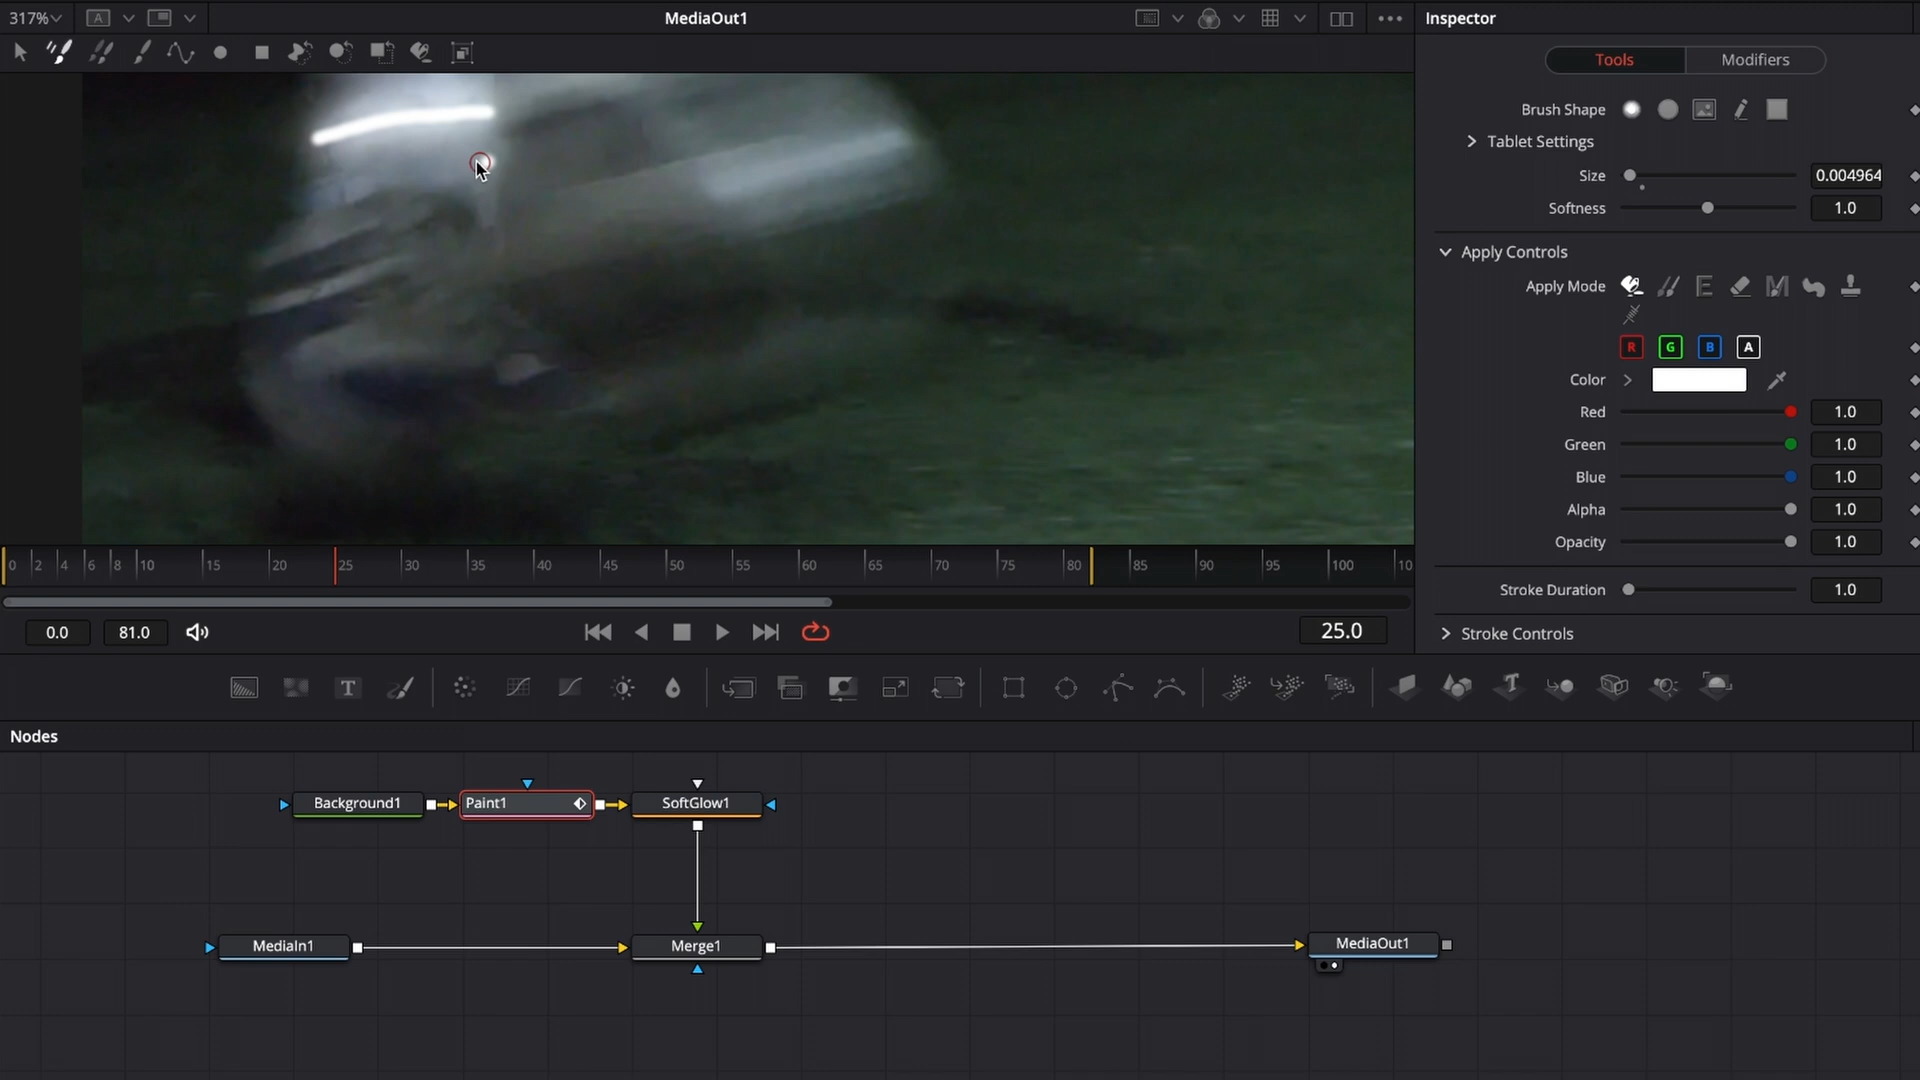 317%
A
MediaOut1
Inspector
Tools
Modifiers
Brush Shape
Tablet Settings
Size 0.004964
Softness 1.0
Apply Controls
Apply Mode
R G B A
Color
Red 1.0
Green 1.0
Blue 1.0
Alpha 1.0
Opacity 1.0
Stroke Duration 1.0
Stroke Controls
0 2 4 6 8 10 15 20 25 30 35 40 45 50 55 60 65 70 75 80 85 90 95 100 10
0.0 81.0 25.0
Nodes
Background1
Paint1
SoftGlow1
MediaIn1
Merge1
MediaOut1